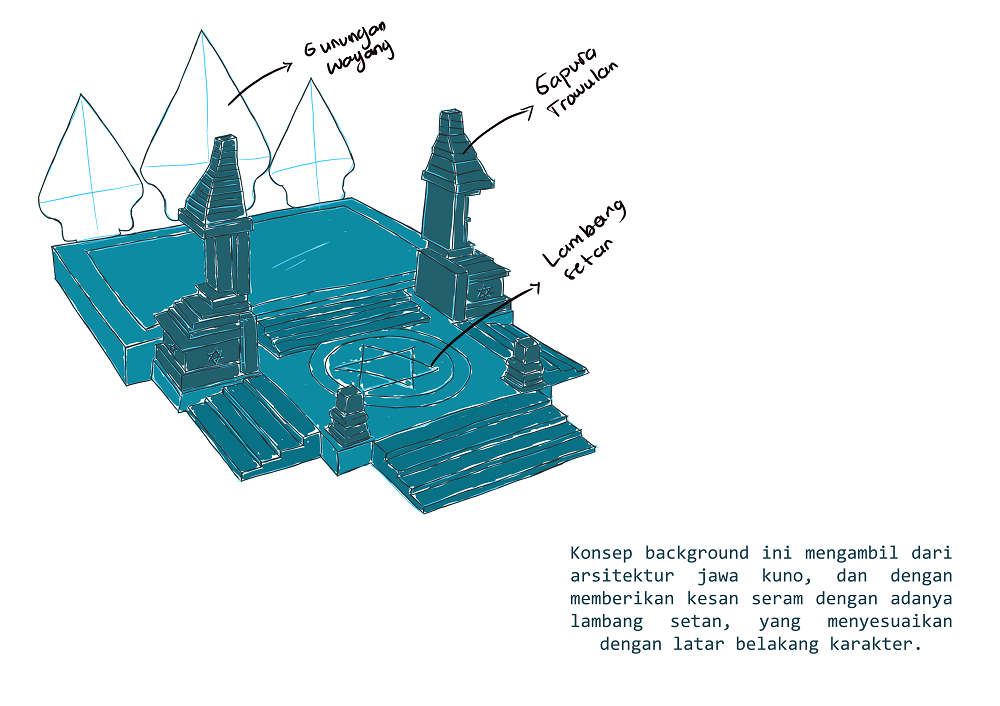 Gunungan
wayang
Gapura
Trowulan
Lambang
setan
Konsep background ini mengambil dari
arsitektur jawa kuno, dan dengan
memberikan kesan seram dengan adanya
lambang setan, yang menyesuaikan
dengan latar belakang karakter.